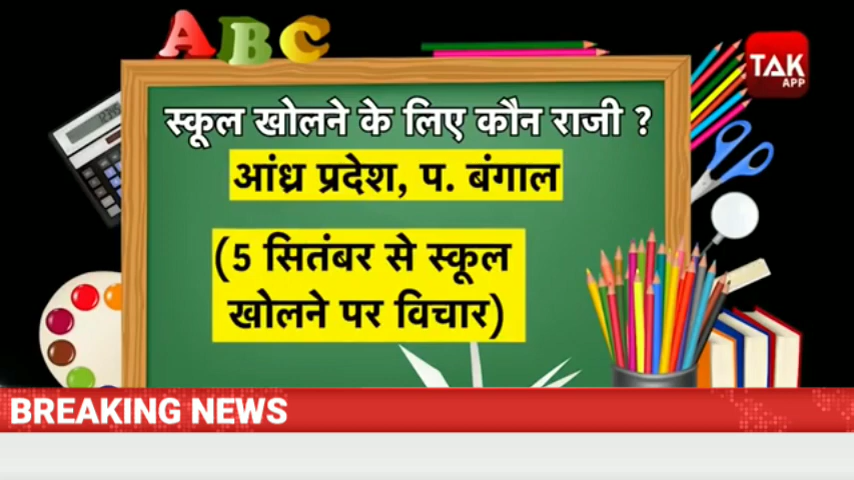 ABC
TAK
APP
स्कूल खोलने के लिए कौन राजी ?
आंध्र प्रदेश, प. बंगाल
(5 सितंबर से स्कूल
खोलने पर विचार)
BREAKING NEWS